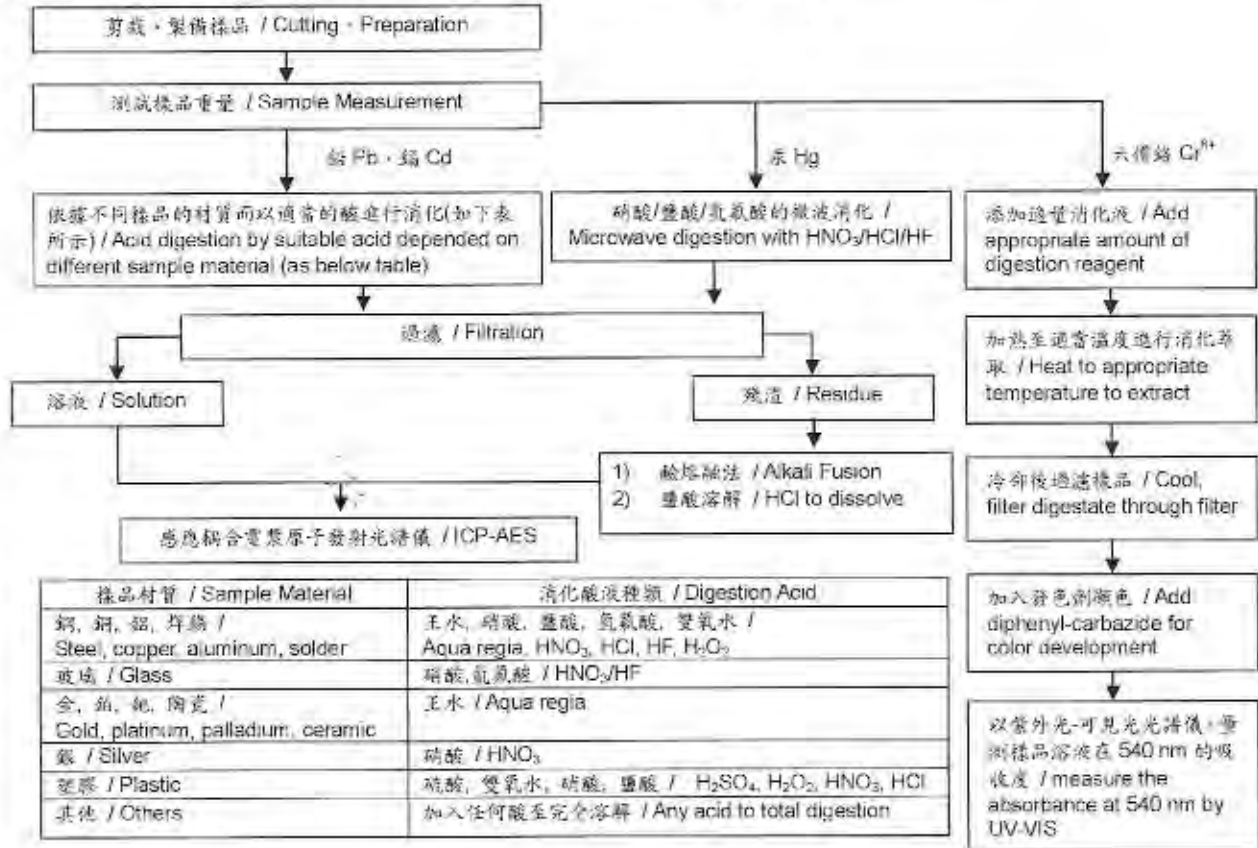 剪裁、製備樣品 / Cutting、Preparation
測試樣品重量 / Sample Measurement
鉛 Pb、鎘 Cd
汞 Hg
六價鉻 Cr⁶⁺
依據不同樣品的材質而以適當的酸進行消化(如下表
所示) / Acid digestion by suitable acid depended on
different sample material (as below table)
硝酸/鹽酸/氫氟酸的微波消化 /
Microwave digestion with HNO₃/HCl/HF
添加適量消化液 / Add
appropriate amount of
digestion reagent
過濾 / Filtration
加熱至適當溫度進行消化萃
取 / Heat to appropriate
temperature to extract
溶液 / Solution
殘渣 / Residue
1) 鹼熔融法 / Alkali Fusion
2) 鹽酸溶解 / HCl to dissolve
冷卻後過濾樣品 / Cool,
filter digestate through filter
感應耦合電漿原子發射光譜儀 / ICP-AES
樣品材質 / Sample Material
消化酸液種類 / Digestion Acid
鋼, 銅, 鋁, 焊錫 /
Steel, copper, aluminum, solder
王水, 硝酸, 鹽酸, 氫氟酸, 雙氧水 /
Aqua regia, HNO₃, HCl, HF, H₂O₂
玻璃 / Glass
硝酸,氫氟酸 / HNO₃/HF
金, 鉑, 鈀, 陶瓷 /
Gold, platinum, palladium, ceramic
王水 / Aqua regia
銀 / Silver
硝酸 / HNO₃
塑膠 / Plastic
硝酸, 雙氧水, 硝酸, 鹽酸 / H₂SO₄, H₂O₂, HNO₃, HCl
其他 / Others
加入任何酸至完全溶解 / Any acid to total digestion
加入發色劑顯色 / Add
diphenyl-carbazide for
color development
以紫外光-可見光光譜儀, 量
測樣品溶液在 540 nm 的吸
收度 / measure the
absorbance at 540 nm by
UV-VIS